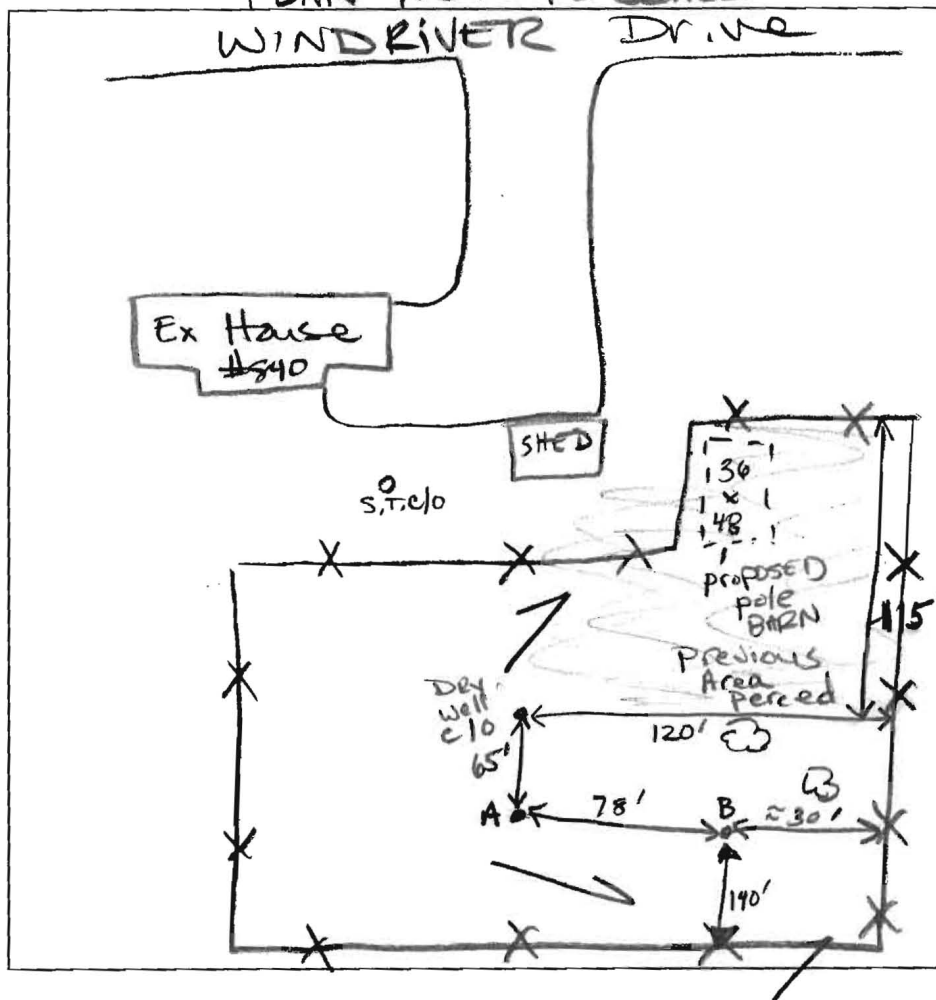 WINDRIVER Drive
Ex House
#840
SHED
S.T. c/o
36
x
48
proposed
pole
BARN
115
Previous
Area
perced
DRY
well
c/o
120'
65'
A
78'
B
≈30'
140'